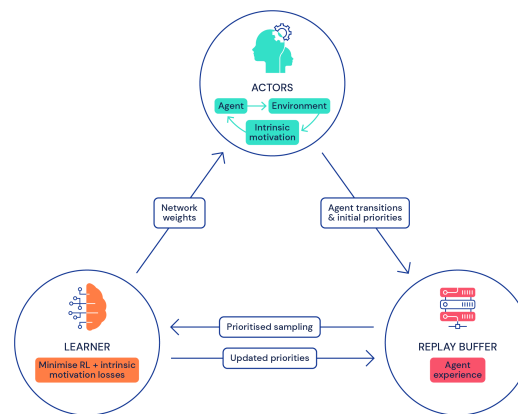 ACTORS
Agent
Environment
Intrinsic
motivation
Network
weights
Agent transitions
& initial priorities
Prioritised sampling
Updated priorities
LEARNER
Minimise RL + intrinsic
motivation losses
REPLAY BUFFER
Agent
experience